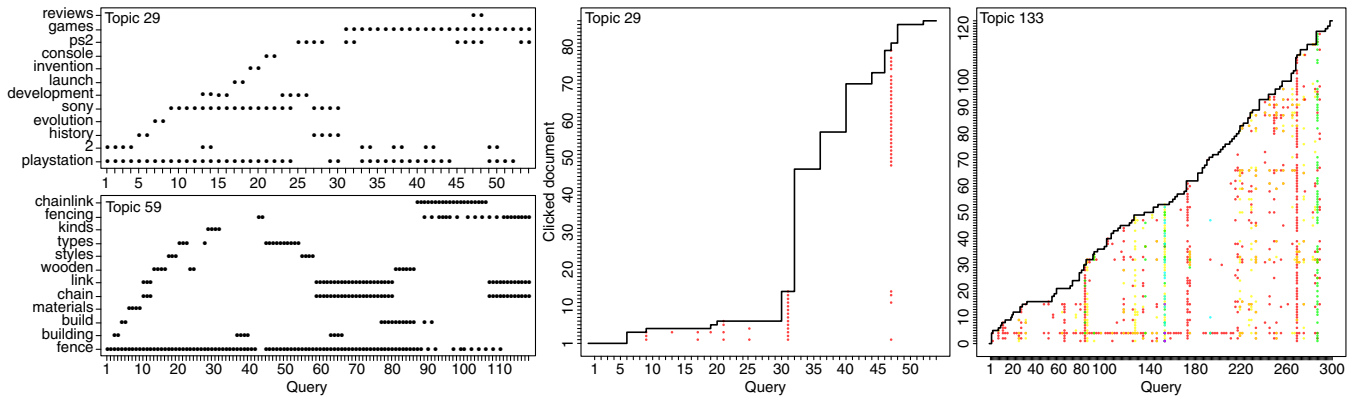 Topic 29
reviews
games
ps2
console
invention
launch
development
sony
evolution
history
2
playstation
1 5 10 15 20 25 30 35 40 45 50
Topic 59
chainlink
fencing
kinds
types
styles
wooden
link
chain
materials
build
building
fence
1 10 20 30 40 50 60 70 80 90 100 110
Query
Topic 29
Clicked document
80
70
60
50
40
30
20
10
1
1 5 10 15 20 25 30 35 40 45 50
Query
Topic 133
120
100
90
80
70
60
50
40
30
20
10
0
1 20 40 60 80 100 140 180 220 260 300
Query